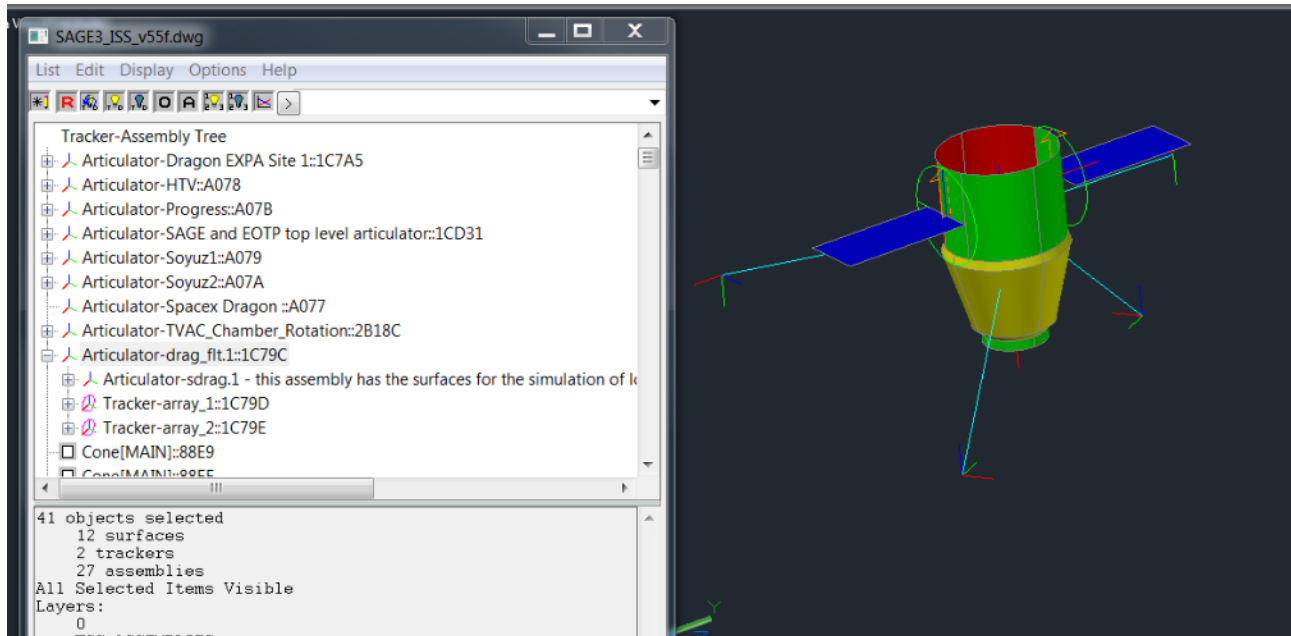 SAGE3_ISS_v55f.dwg
List Edit Display Options Help
R O A
Tracker-Assembly Tree
Articulator-Dragon EXPA Site 1::1C7A5
Articulator-HTV::A078
Articulator-Progress::A07B
Articulator-SAGE and EOTP top level articulator::1CD31
Articulator-Soyuz1::A079
Articulator-Soyuz2::A07A
Articulator-Spacex Dragon ::A077
Articulator-TVAC_Chamber_Rotation::2B18C
Articulator-drag_flt.1::1C79C
Articulator-sdrag.1 - this assembly has the surfaces for the simulation of
Tracker-array_1::1C79D
Tracker-array_2::1C79E
Cone[MAIN]::88E9
41 objects selected
12 surfaces
2 trackers
27 assemblies
All Selected Items Visible
Layers:
0
Y